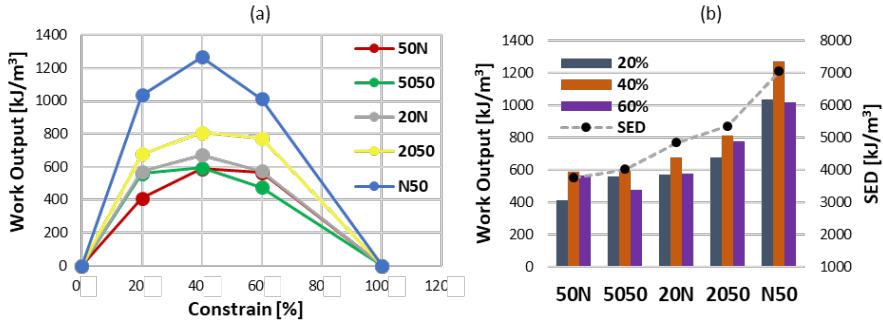 (a)
Work Output [kJ/m³]
1400
1200
1000
800
600
400
200
0
0 20 40 60 80 100 120
Constrain [%]
50N
5050
20N
2050
N50
(b)
Work Output [kJ/m³]
1400
1200
1000
800
600
400
200
0
20%
40%
60%
SED
50N 5050 20N 2050 N50
8000
7000
6000
5000
4000
3000
2000
1000
SED [kJ/m³]